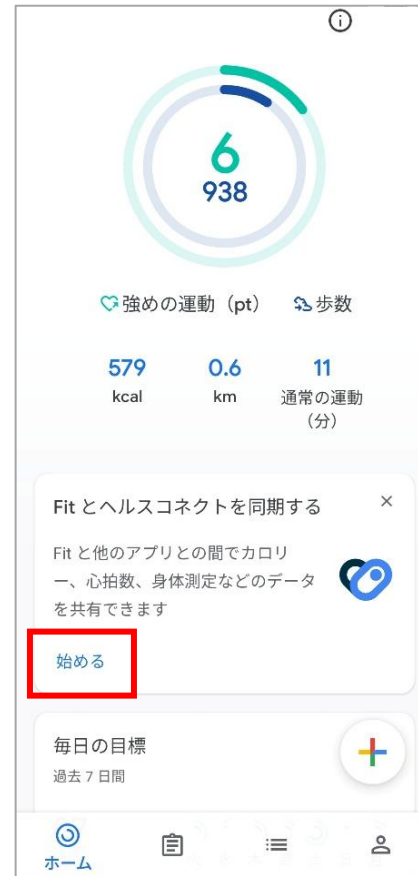 6
938
強めの運動（pt） 歩数
579 0.6 11
kcal km 通常の運動
（分）
Fit とヘルスコネクトを同期する
Fit と他のアプリとの間でカロリ
ー、心拍数、身体測定などのデータ
を共有できます
始める
毎日の目標
過去 7 日間
ホーム